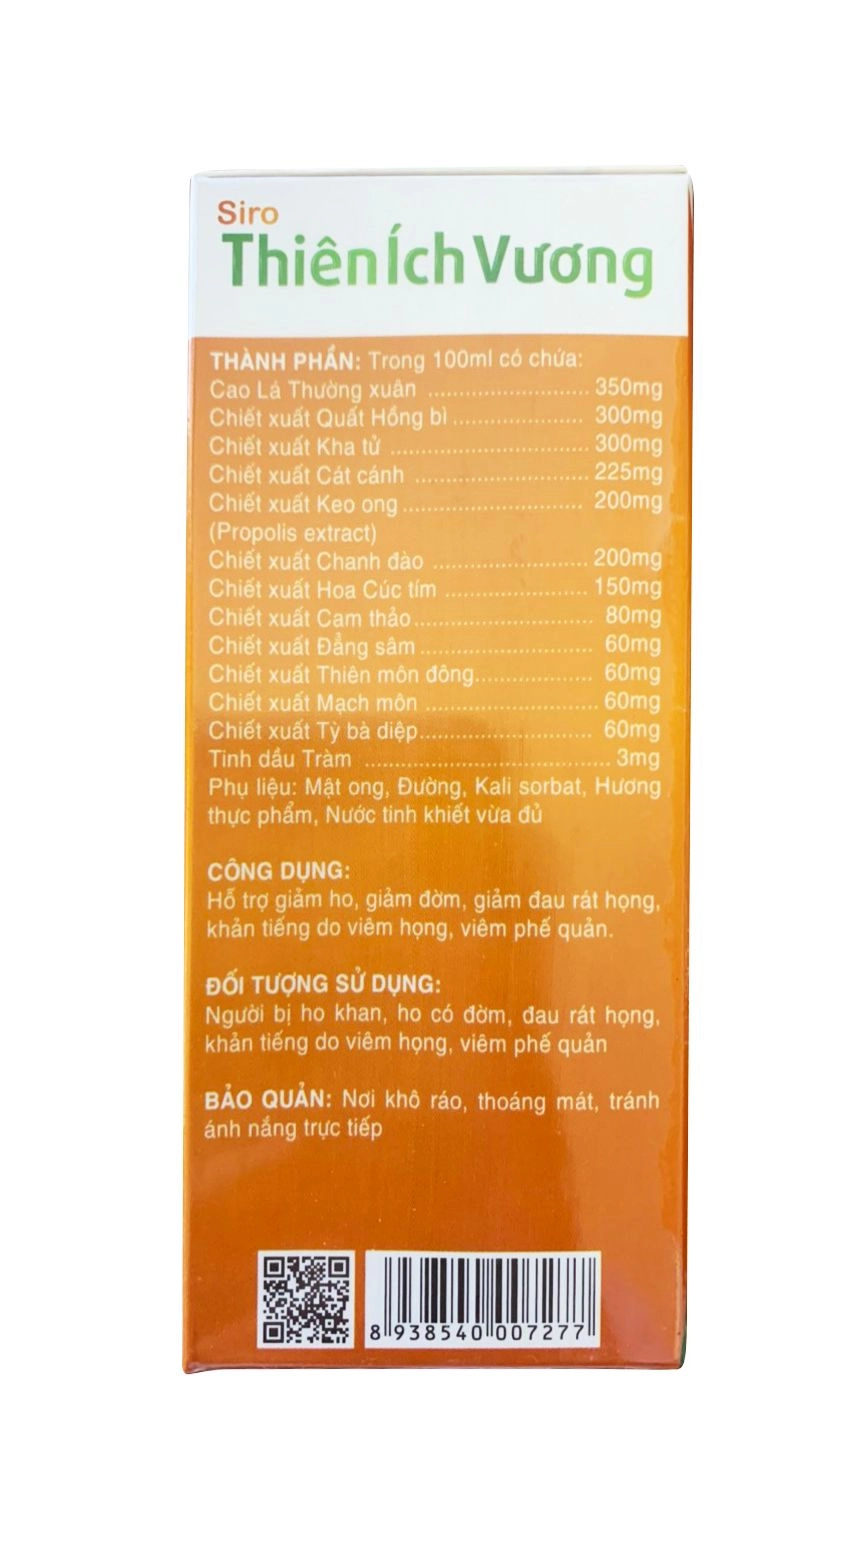 Siro
Thiên Ích Vương
THÀNH PHẦN: Trong 100ml có chứa:
Cao Lá Thường xuân ........................ 350mg
Chiết xuất Quất Hồng bì .................... 300mg
Chiết xuất Kha tử .............................. 300mg
Chiết xuất Cát cánh .......................... 225mg
Chiết xuất Keo ong ........................... 200mg
(Propolis extract)
Chiết xuất Chanh đào ....................... 200mg
Chiết xuất Hoa Cúc tím ..................... 150mg
Chiết xuất Cam thảo........................... 80mg
Chiết xuất Đẳng sâm .......................... 60mg
Chiết xuất Thiên môn đông.................. 60mg
Chiết xuất Mạch môn .......................... 60mg
Chiết xuất Tỳ bà diệp.......................... 60mg
Tinh dầu Tràm ..................................... 3mg
Phụ liệu: Mật ong, Đường, Kali sorbat, Hương
thực phẩm, Nước tinh khiết vừa đủ
CÔNG DỤNG:
Hỗ trợ giảm ho, giảm đờm, giảm đau rát họng,
khản tiếng do viêm họng, viêm phế quản.
ĐỐI TƯỢNG SỬ DỤNG:
Người bị ho khan, ho có đờm, đau rát họng,
khản tiếng do viêm họng, viêm phế quản
BẢO QUẢN: Nơi khô ráo, thoáng mát, tránh
ánh nắng trực tiếp
8 938540 007277